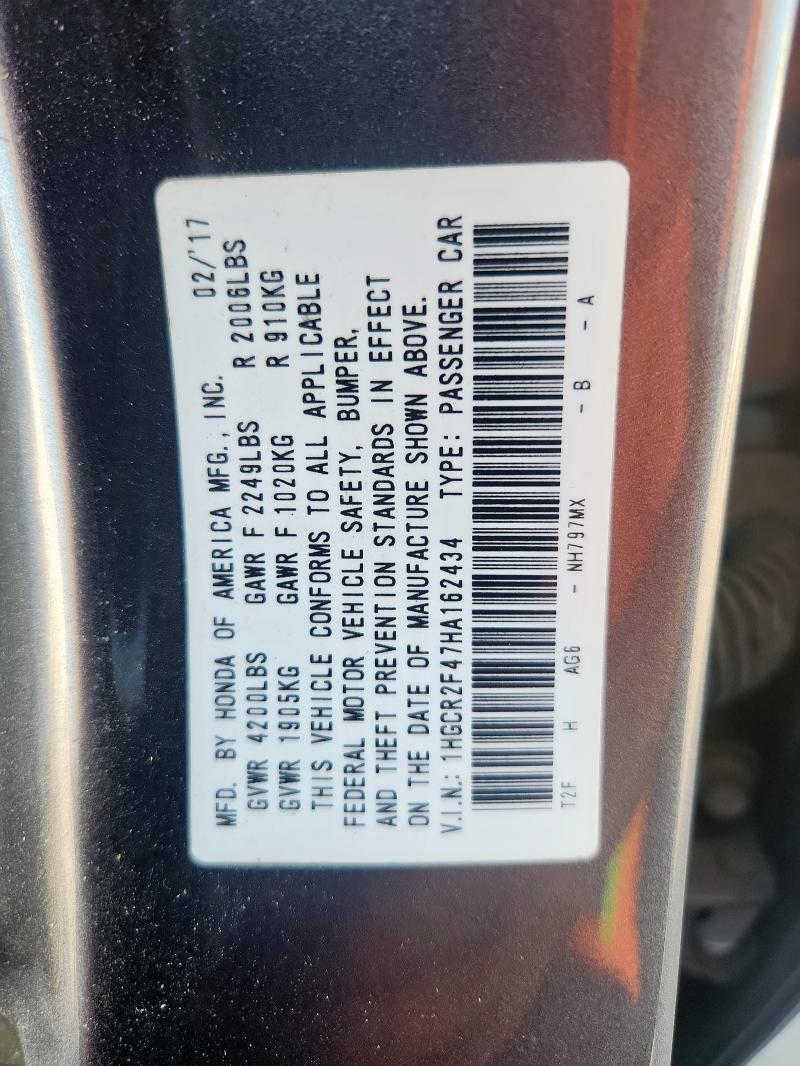 MFD. BY HONDA OF AMERICA MFG., INC. 02/'17
GVWR 4200LBS GAWR F 2249LBS R 2006LBS
GVWR 1905KG GAWR F 1020KG R 910KG
THIS VEHICLE CONFORMS TO ALL APPLICABLE
FEDERAL MOTOR VEHICLE SAFETY, BUMPER,
AND THEFT PREVENTION STANDARDS IN EFFECT
ON THE DATE OF MANUFACTURE SHOWN ABOVE.
V.I.N.: 1HGCR2F47HA162434 TYPE: PASSENGER CAR
T2F H AG6 - NH797MX - B - A